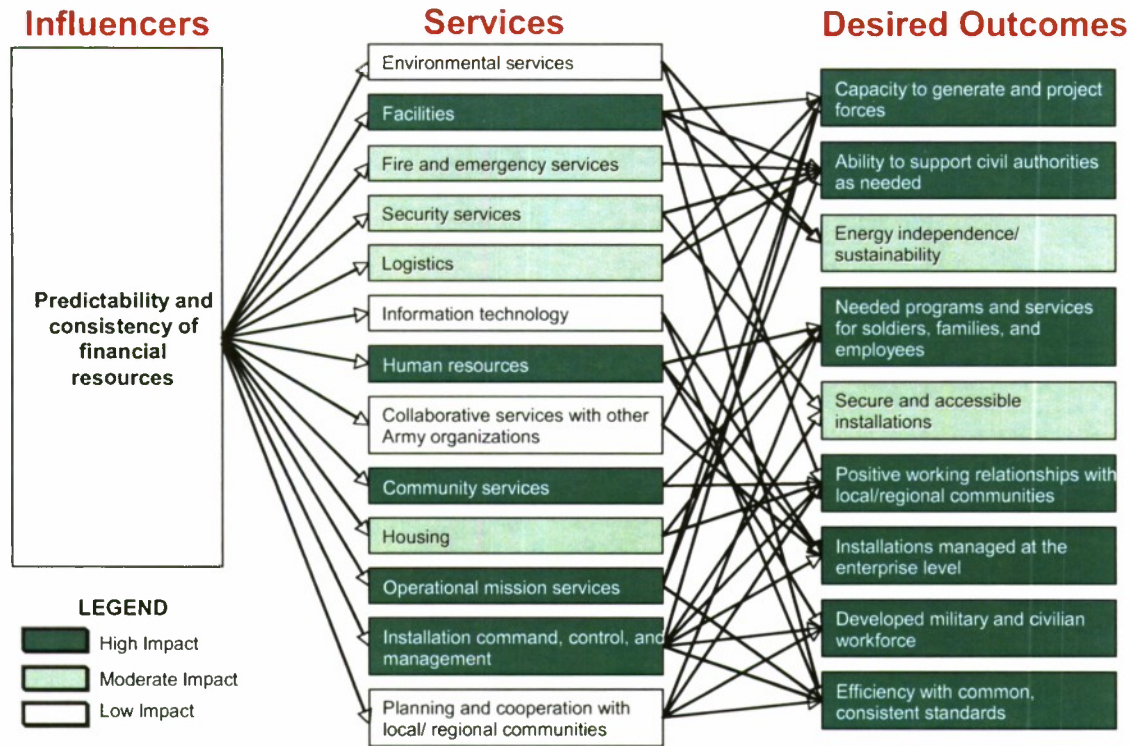 Influencers
Services
Desired Outcomes
Predictability and
consistency of
financial
resources
LEGEND
High Impact
Moderate Impact
Low Impact
Environmental services
Facilities
Fire and emergency services
Security services
Logistics
Information technology
Human resources
Collaborative services with other
Army organizations
Community services
Housing
Operational mission services
Installation command, control, and
management
Planning and cooperation with
local/ regional communities
Capacity to generate and project
forces
Ability to support civil authorities
as needed
Energy independence/
sustainability
Needed programs and services
for soldiers, families, and
employees
Secure and accessible
installations
Positive working relationships with
local/regional communities
Installations managed at the
enterprise level
Developed military and civilian
workforce
Efficiency with common,
consistent standards